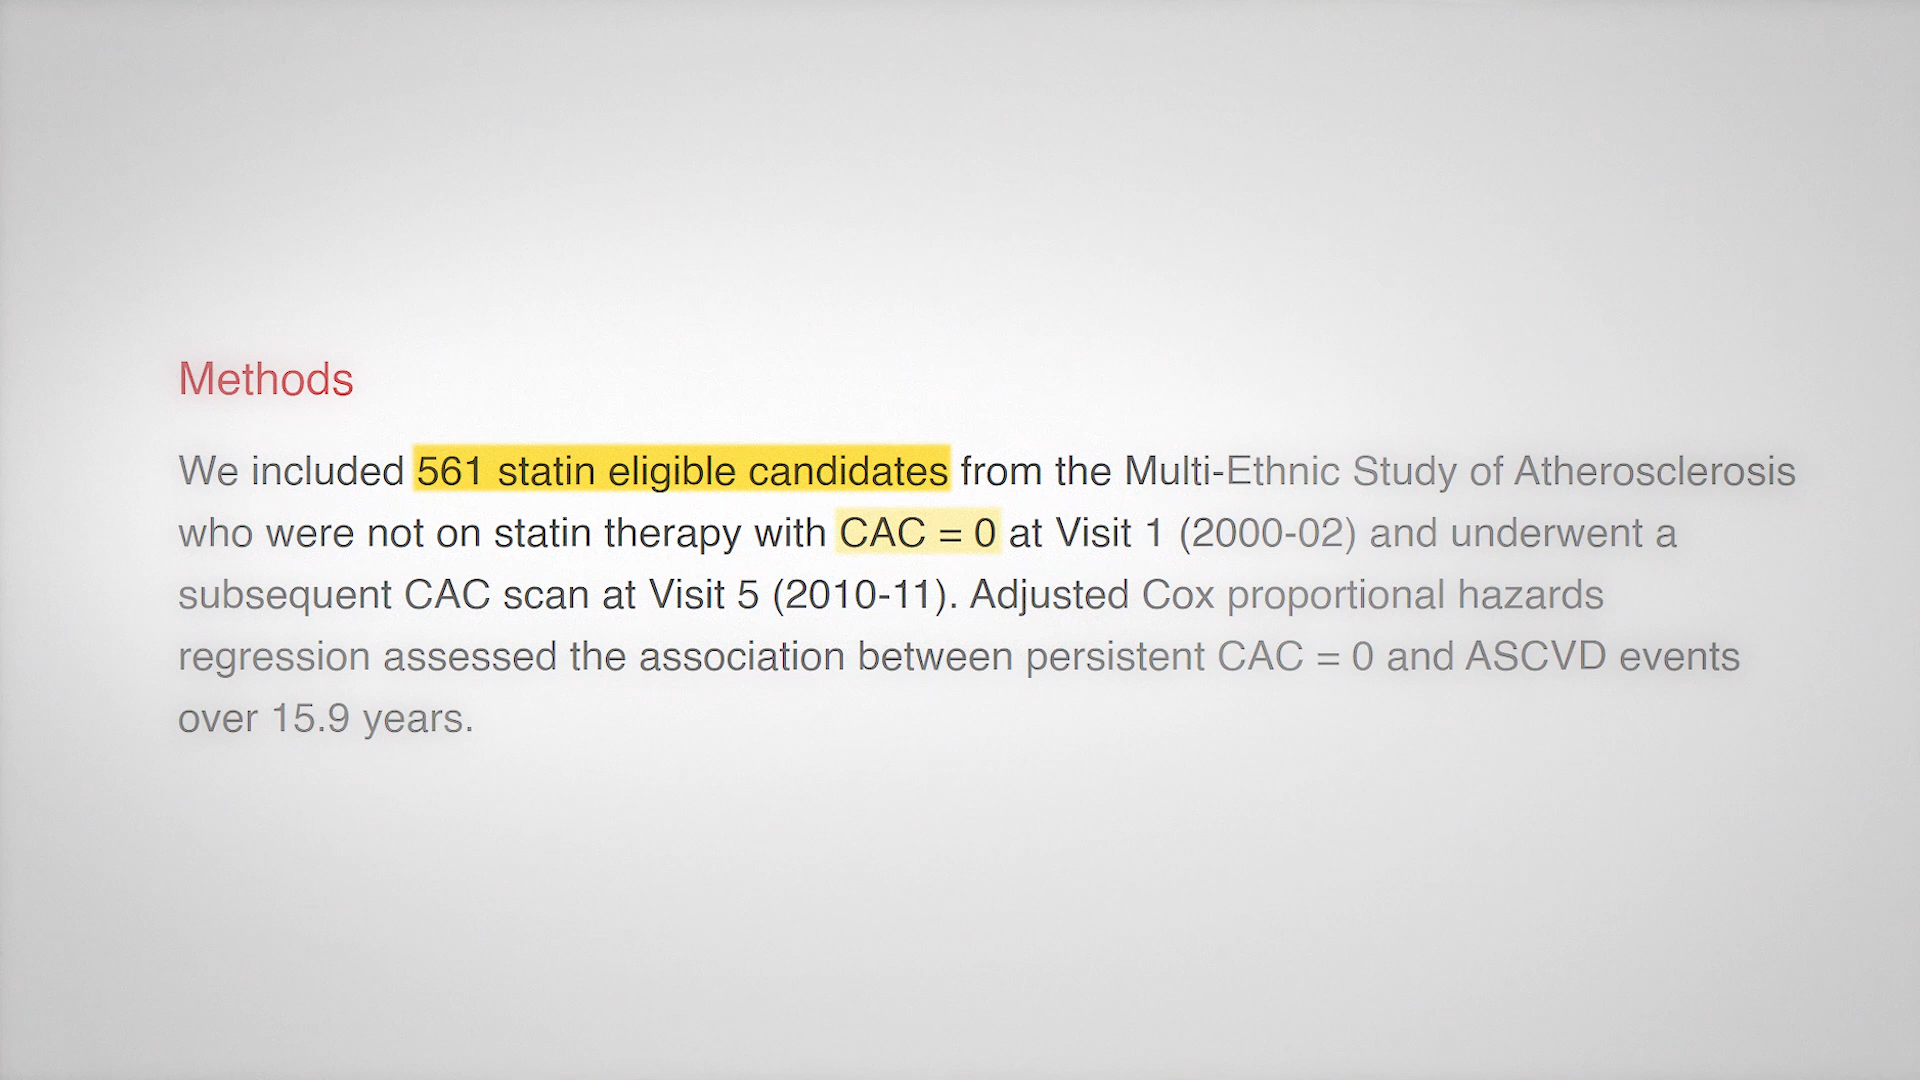 Methods
We included 561 statin eligible candidates from the Multi-Ethnic Study of Atherosclerosis
who were not on statin therapy with CAC = 0 at Visit 1 (2000-02) and underwent a
subsequent CAC scan at Visit 5 (2010-11). Adjusted Cox proportional hazards
regression assessed the association between persistent CAC = 0 and ASCVD events
over 15.9 years.